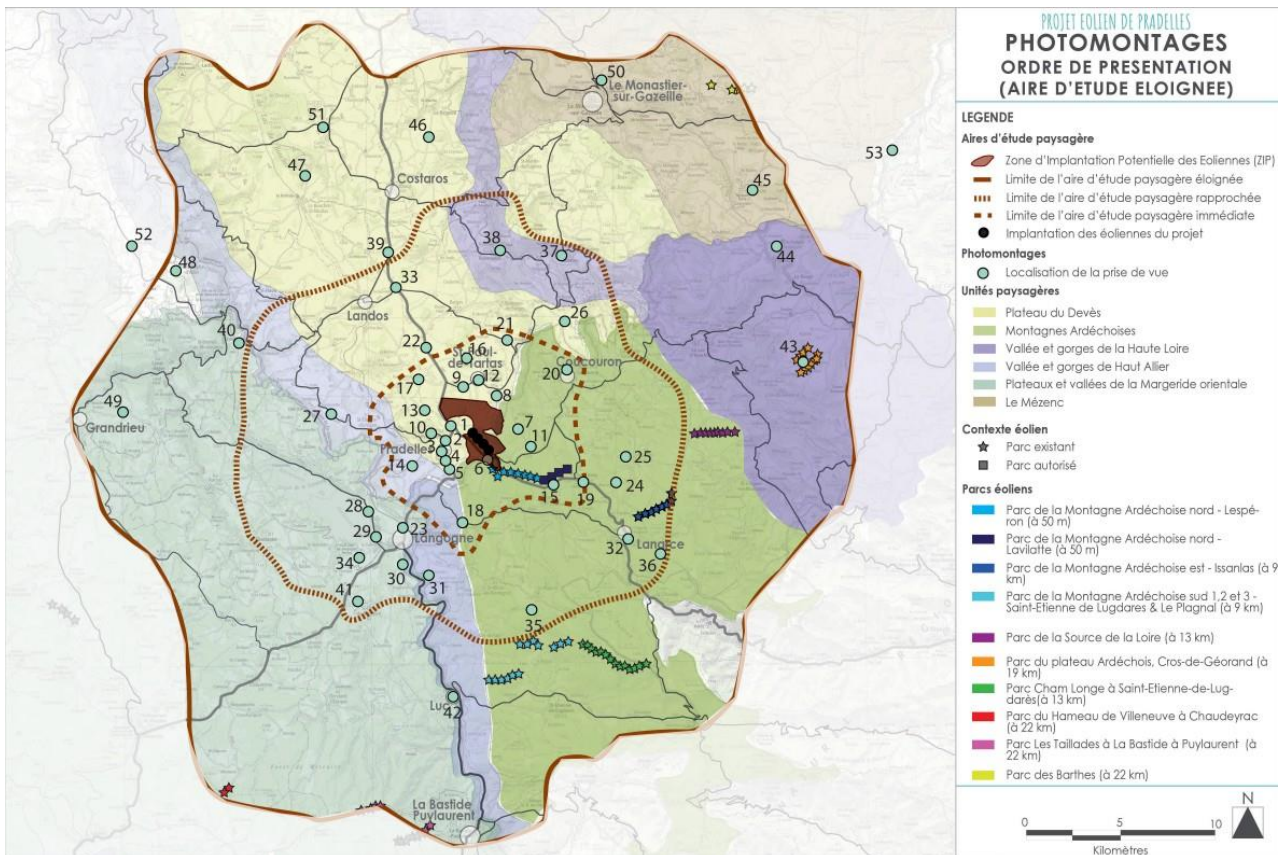 PROJET EOLIEN DE PRADELLES
PHOTOMONTAGES
ORDRE DE PRESENTATION
(AIRE D'ETUDE ELOIGNEE)
LEGENDE
Aires d'étude paysagère
Zone d'Implantation Potentielle des Eoliennes (ZIP)
Limite de l'aire d'étude paysagère éloignée
Limite de l'aire d'étude paysagère rapprochée
Limite de l'aire d'étude paysagère immédiate
Implantation des éoliennes du projet
Photomontages
Localisation de la prise de vue
Unités paysagères
Plateau du Devès
Montagnes Ardéchoises
Vallée et gorges de la Haute Loire
Vallée et gorges de Haut Allier
Plateaux et vallées de la Margeride orientale
Le Mézenc
Contexte éolien
Parc existant
Parc autorisé
Parcs éoliens
Parc de la Montagne Ardéchoise nord - Lespé-
ron (à 50 m)
Parc de la Montagne Ardéchoise nord -
Lavilatte (à 50 m)
Parc de la Montagne Ardéchoise est - Issanlas (à 9
km)
Parc de la Montagne Ardéchoise sud 1,2 et 3 -
Saint-Etienne de Lugdares & Le Plagnal (à 9 km)
Parc de la Source de la Loire (à 13 km)
Parc du plateau Ardéchois, Cros-de-Géorand (à
19 km)
Parc Cham Longe à Saint-Etienne-de-Lug-
darès(à 13 km)
Parc du Hameau de Villeneuve à Chaudeyrac
(à 22 km)
Parc Les Taillades à La Bastide à Puylaurent (à
22 km)
Parc des Barthes (à 22 km)
N
0 5 10
Kilomètres
50
Le Monastier
sur-Gazeille
51
46
53
47
Costaros
45
52
48
39
38
37
44
33
Landos
26
40
22
21
16
St-Paul-
de-Tartas
43
20
Coucouron
17
9
12
8
49
Grandrieu
27
13
1
10
7
3
2
11
Pradelles
4
14
5
6
25
15
19
24
28
18
23
Langogne
29
32
Lanarce
36
34
30
31
41
35
Luc
42
La Bastide
Puylaurent